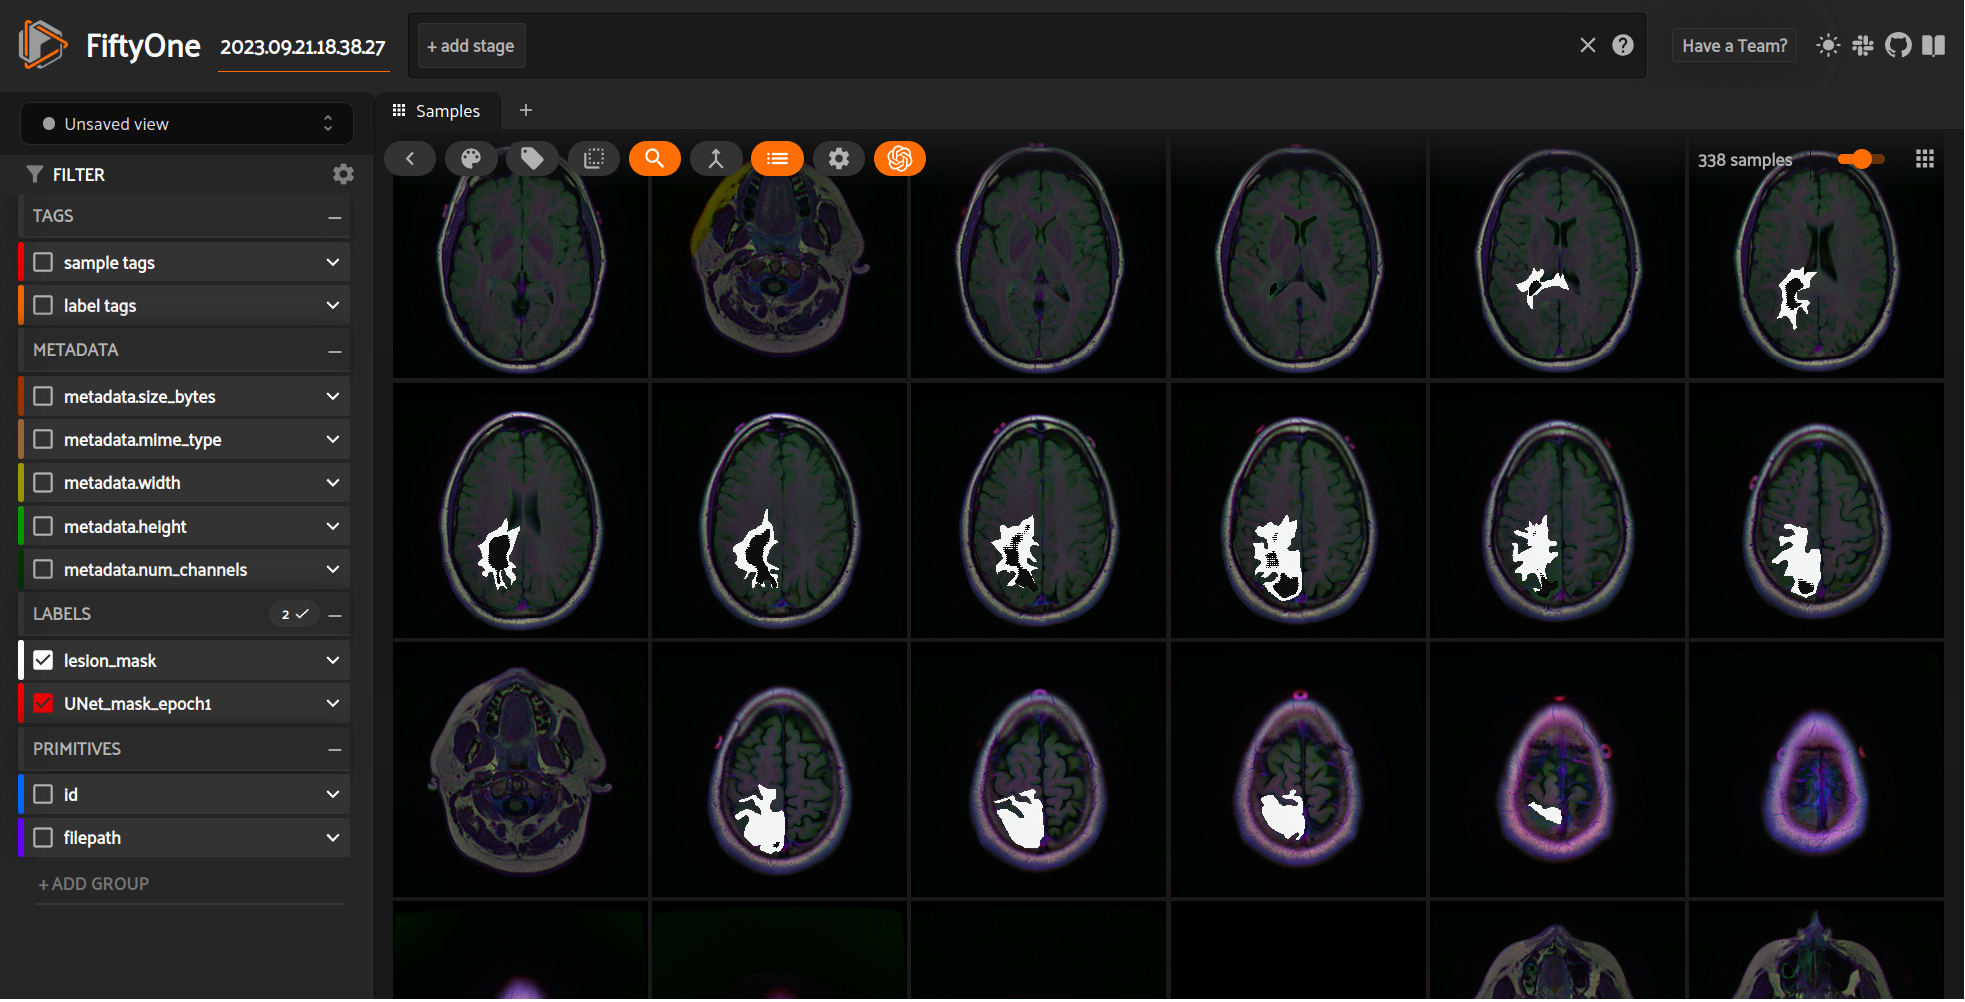 FiftyOne
2023.09.21.18.38.27
+ add stage
Have a Team?
Unsaved view
Samples
+
338 samples
FILTER
TAGS
sample tags
label tags
METADATA
metadata.size_bytes
metadata.mime_type
metadata.width
metadata.height
metadata.num_channels
LABELS
2
lesion_mask
UNet_mask_epoch1
PRIMITIVES
id
filepath
+ ADD GROUP